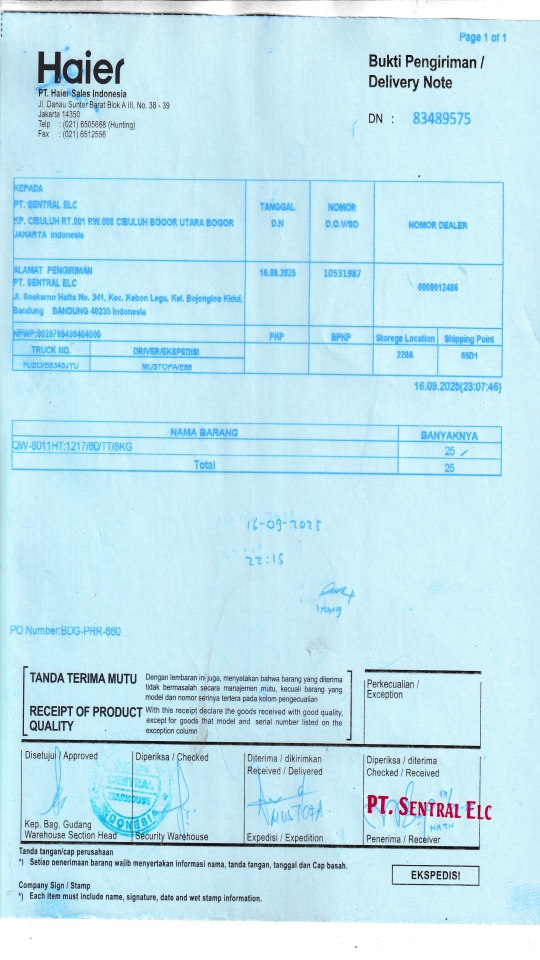 Page 1 of 1
Haier
PT. Haier Sales Indonesia
Jl. Danau Sunter Barat Blok A III, No. 38 - 39
Jakarta 14350
Telp : (021) 6505668 (Hunting)
Fax : (021) 6512556
Bukti Pengiriman /
Delivery Note
DN : 83489575
KEPADA
PT. SENTRAL ELC
KP. CIBULUH RT.001 RW.008 CIBULUH BOGOR UTARA BOGOR
JAKARTA Indonesia
TANGGAL
D.N
NOMOR
D.O.V/SO
NOMOR DEALER
ALAMAT PENGIRIMAN
PT. SENTRAL ELC
Jl. Soekarno Hatta No. 341, Kec. Kebon Lega, Kel. Bojongloa Kidul,
Bandung BANDUNG 40235 Indonesia
16.09.2025
10531987
NPWP:0028765436404000
PKP
BPKP
Storege Location
Shipping Point
TRUCK NO.
DRIVER/EKSPEDISI
220A
65D1
MUSTOPA/E66
16.09.2025(23:07:46)
NAMA BARANG
BANYAKNYA
QW-8011HT:1217/60/TT/8KG
25
Total
25
16-09-2025
22:15
PO Number:BDG-PRR-660
TANDA TERIMA MUTU
Dengan lembaran ini juga, menyatakan bahwa barang yang diterima
tidak bermasalah secara manajemen mutu, kecuali barang yang
model dan nomor serinya tertera pada kolom pengecualian
RECEIPT OF PRODUCT
QUALITY
With this receipt declare the goods received with good quality,
except for goods that model and serial number listed on the
exception column
Perkecualian /
Exception
Disetujui / Approved
Diperiksa / Checked
Diterima / dikirimkan
Received / Delivered
Diperiksa / diterima
Checked / Received
SENTRAL
WARHOUSE
INDONESIA
MUSTOPA
PT. SENTRAL ELC
Kep. Bag. Gudang
Warehouse Section Head
Security Warehouse
Expedisi / Expedition
Penerima / Receiver
Tanda tangan/cap perusahaan
*) Setiap penerimaan barang wajib menyertakan informasi nama, tanda tangan, tanggal dan Cap basah.
EKSPEDISI
Company Sign / Stamp
*) Each item must include name, signature, date and wet stamp information.